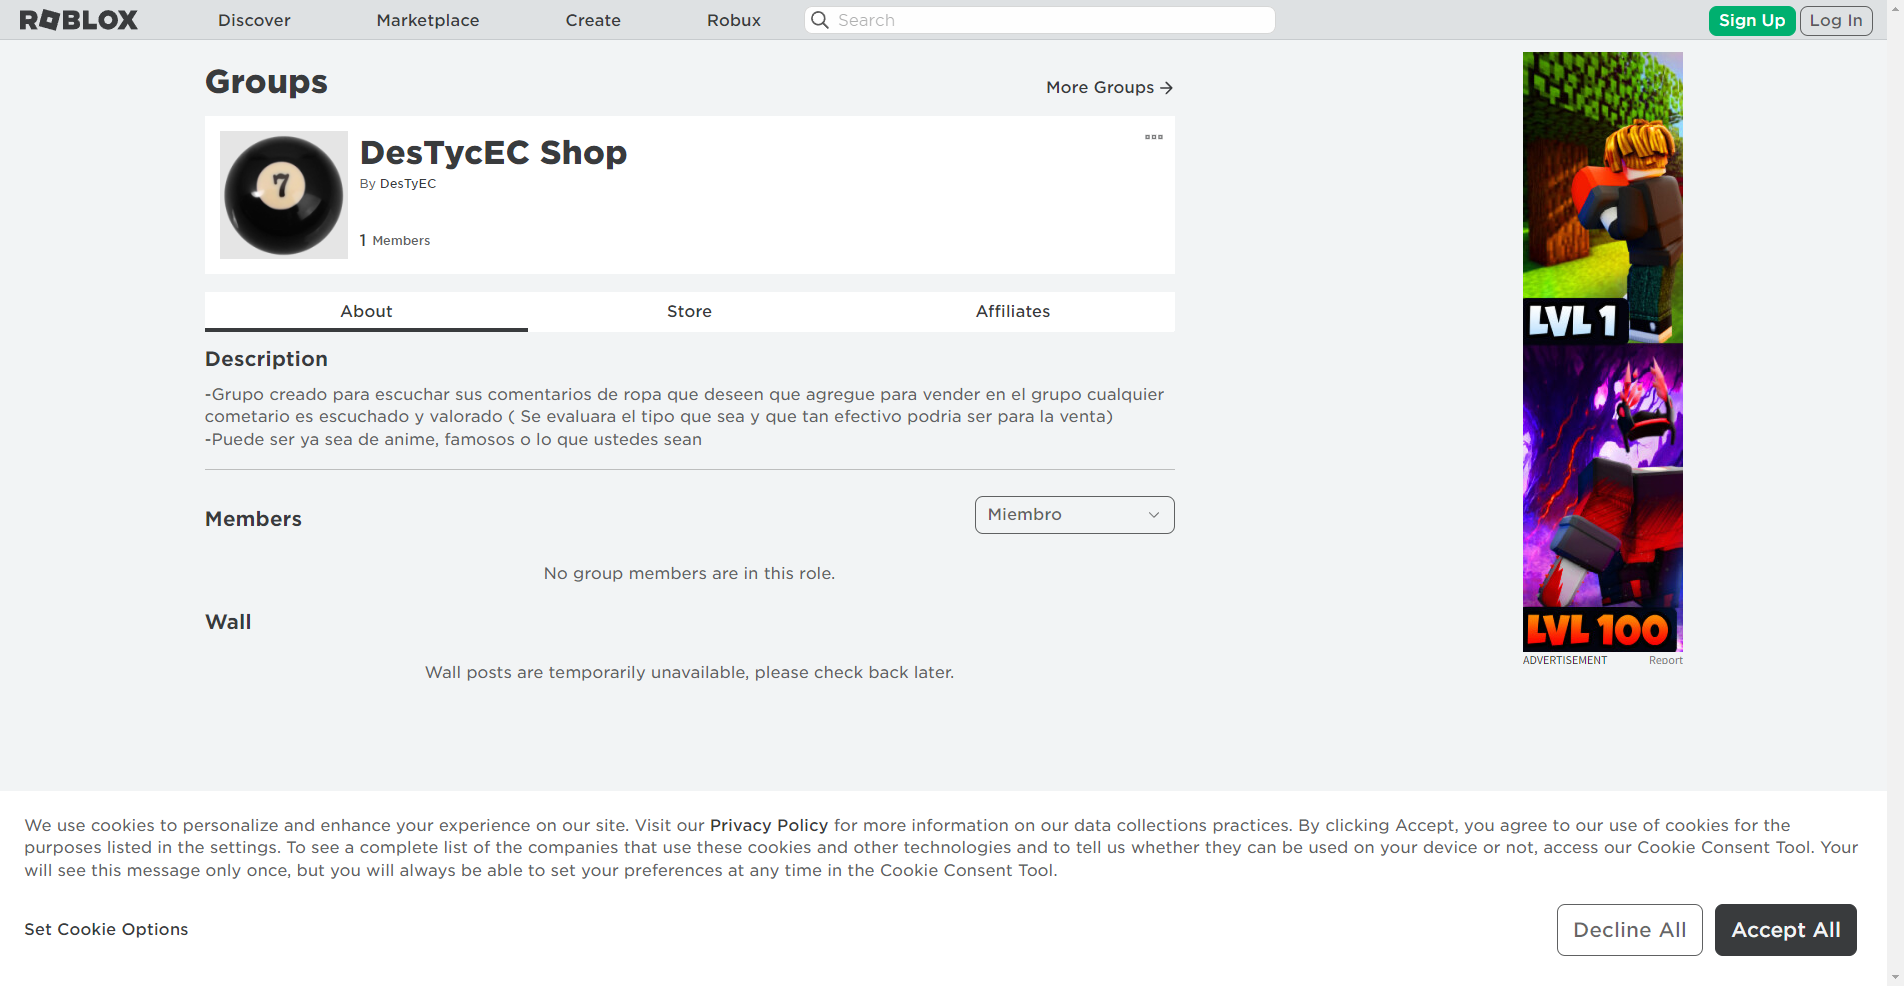 ROBLOX
Discover
Marketplace
Create
Robux
Search
Sign Up
Log In
Groups
More Groups
7
DesTycEC Shop
By DesTyEC
1 Members
About
Store
Affiliates
Description
-Grupo creado para escuchar sus comentarios de ropa que deseen que agregue para vender en el grupo cualquier
cometario es escuchado y valorado ( Se evaluara el tipo que sea y que tan efectivo podria ser para la venta)
-Puede ser ya sea de anime, famosos o lo que ustedes sean
Members
Miembro
No group members are in this role.
Wall
Wall posts are temporarily unavailable, please check back later.
LVL 1
LVL 100
ADVERTISEMENT
Report
We use cookies to personalize and enhance your experience on our site. Visit our Privacy Policy for more information on our data collections practices. By clicking Accept, you agree to our use of cookies for the
purposes listed in the settings. To see a complete list of the companies that use these cookies and other technologies and to tell us whether they can be used on your device or not, access our Cookie Consent Tool. Your
will see this message only once, but you will always be able to set your preferences at any time in the Cookie Consent Tool.
Set Cookie Options
Decline All
Accept All